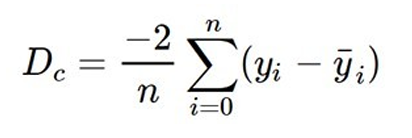 D_c = \frac{-2}{n} \sum_{i=0}^{n} (y_i - \bar{y}_i)